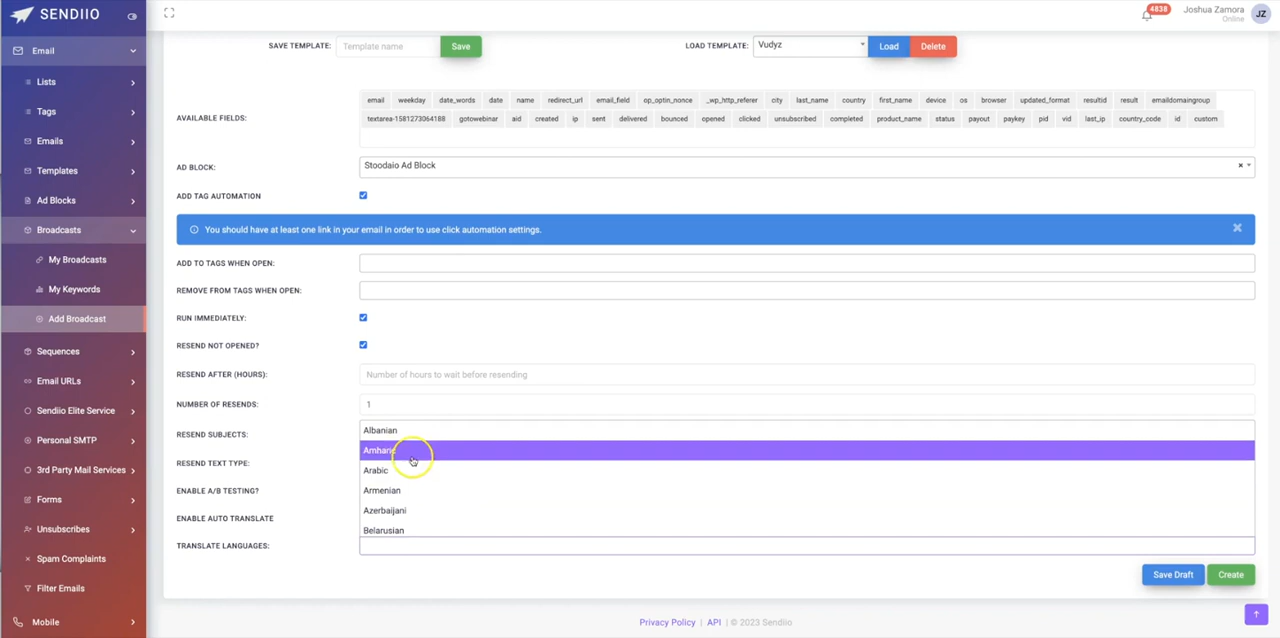 SENDIIO
4838
Joshua Zamora
Online
JZ
Email
Lists
Tags
Emails
Templates
Ad Blocks
Broadcasts
My Broadcasts
My Keywords
Add Broadcast
Sequences
Email URLs
Sendiio Elite Service
Personal SMTP
3rd Party Mail Services
Forms
Unsubscribes
Spam Complaints
Filter Emails
Mobile
SAVE TEMPLATE: Template name Save LOAD TEMPLATE: Vudyz Load Delete
AVAILABLE FIELDS:
email weekday date_words date name redirect_url email_field op_optin_nonce _wp_http_referer city last_name country first_name device os browser updated_format resultid result emaildomaingroup
textarea-1581273064188 gotowebinar aid created ip sent delivered bounced opened clicked unsubscribed completed product_name status payout paykey pid vid last_ip country_code id custom
AD BLOCK: Stoodaio Ad Block
ADD TAG AUTOMATION
You should have at least one link in your email in order to use click automation settings.
ADD TO TAGS WHEN OPEN:
REMOVE FROM TAGS WHEN OPEN:
RUN IMMEDIATELY:
RESEND NOT OPENED?
RESEND AFTER (HOURS): Number of hours to wait before resending
NUMBER OF RESENDS: 1
RESEND SUBJECTS:
RESEND TEXT TYPE:
ENABLE A/B TESTING?
ENABLE AUTO TRANSLATE
TRANSLATE LANGUAGES:
Albanian
Amharic
Arabic
Armenian
Azerbaijani
Belarusian
Save Draft Create
Privacy Policy | API | © 2023 Sendiio